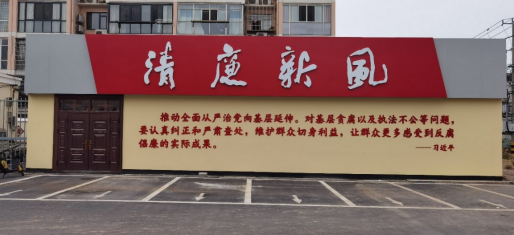 清廉新风
推动全面从严治党向基层延伸。对基层贪腐以及执法不公等问题，
要认真纠正和严肃查处，维护群众切身利益，让群众更多感受到反腐
倡廉的实际成果。
——习近平